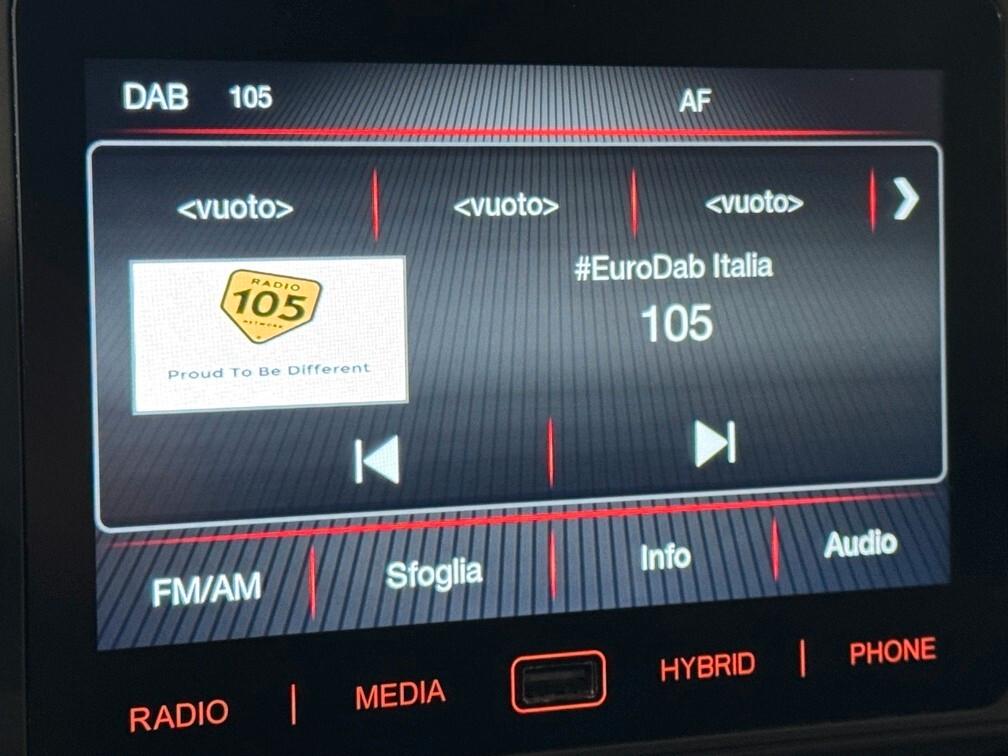 DAB 105 AF
<vuoto> <vuoto> <vuoto>
#EuroDab Italia
105
RADIO
105
NETWORK
Proud To Be Different
FM/AM Sfoglia Info Audio
RADIO MEDIA HYBRID PHONE